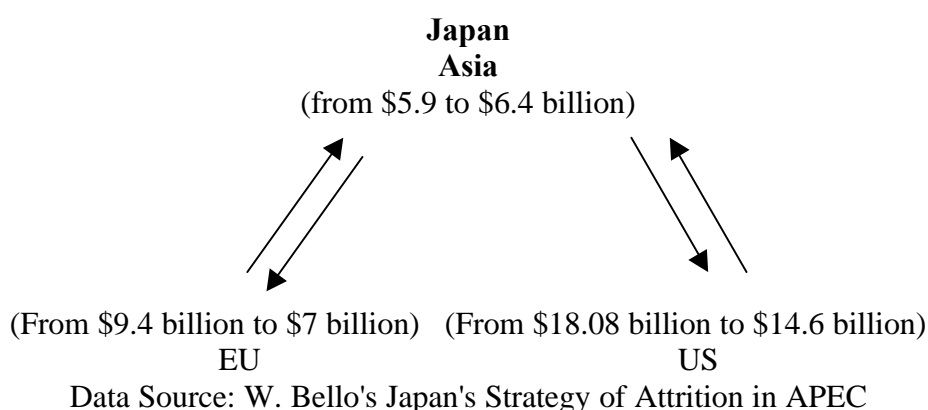 Japan
Asia
(from $5.9 to $6.4 billion)
(From $9.4 billion to $7 billion) (From $18.08 billion to $14.6 billion)
EU US
Data Source: W. Bello's Japan's Strategy of Attrition in APEC